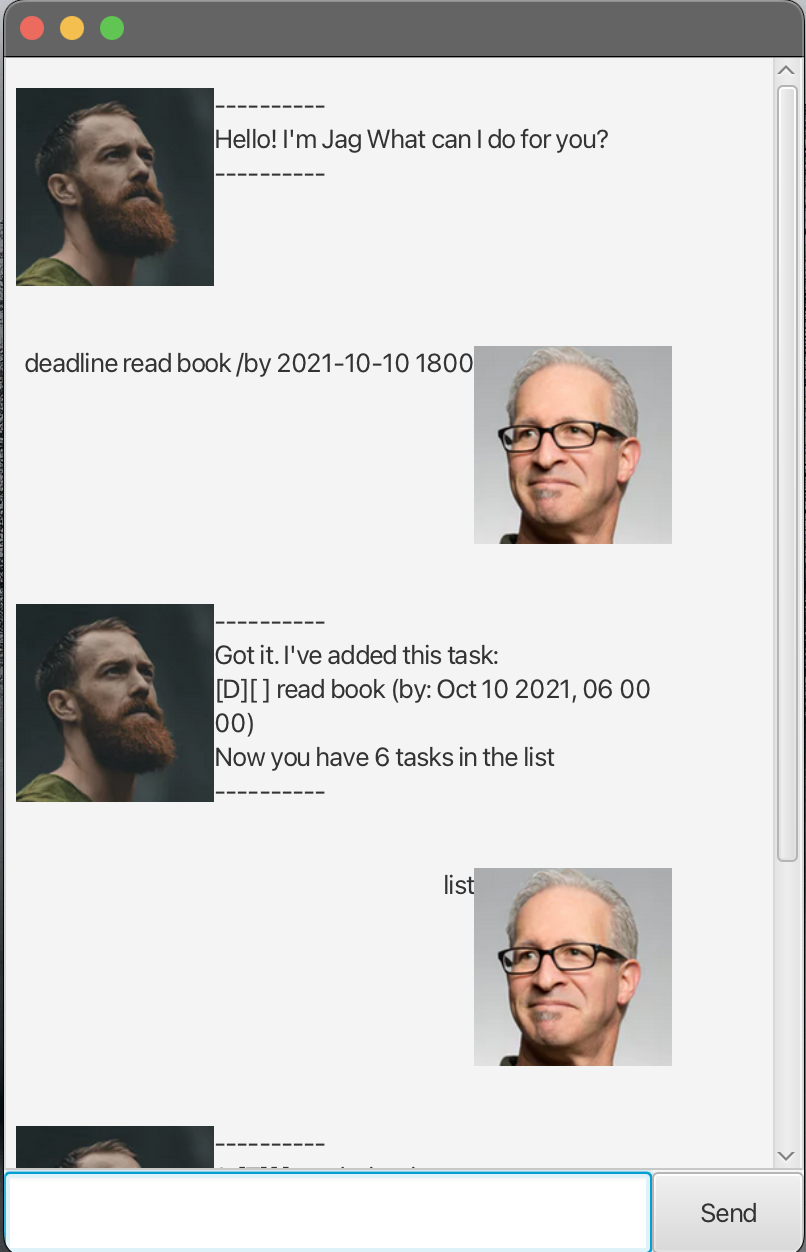 ----------
Hello! I'm Jag What can I do for you?
----------
deadline read book /by 2021-10-10 1800
----------
Got it. I've added this task:
[D][ ] read book (by: Oct 10 2021, 06 00
00)
Now you have 6 tasks in the list
----------
list
----------
Send